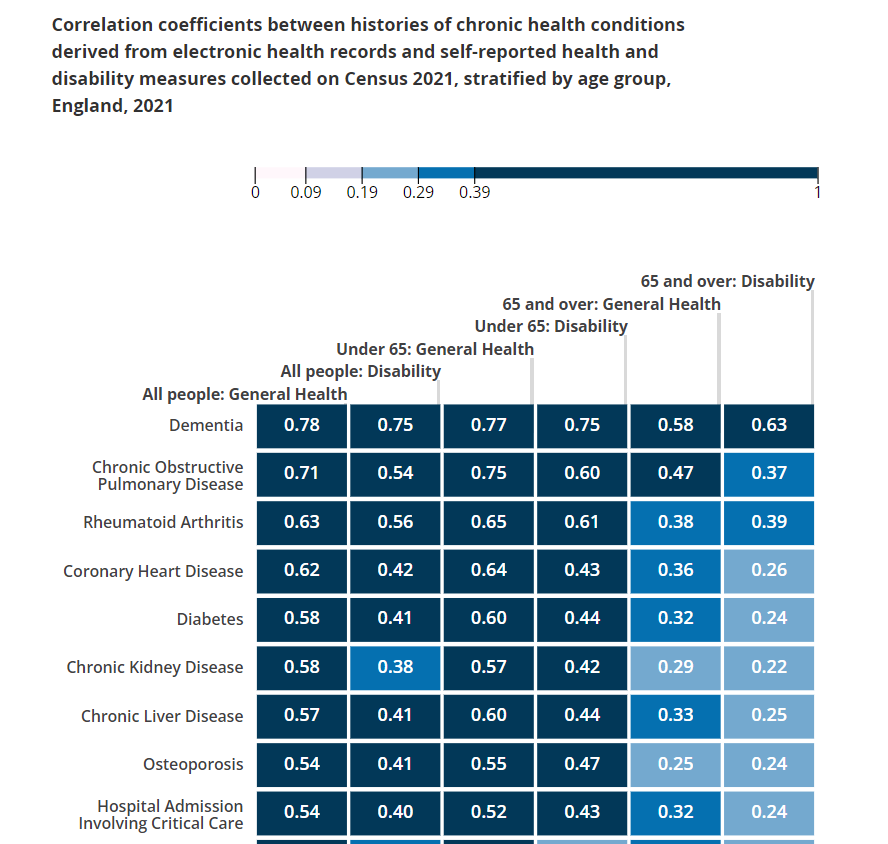 Correlation coefficients between histories of chronic health conditions
derived from electronic health records and self-reported health and
disability measures collected on Census 2021, stratified by age group,
England, 2021
0 0.09 0.19 0.29 0.39 1
65 and over: Disability
65 and over: General Health
Under 65: Disability
Under 65: General Health
All people: Disability
All people: General Health
Dementia 0.78 0.75 0.77 0.75 0.58 0.63
Chronic Obstructive
Pulmonary Disease 0.71 0.54 0.75 0.60 0.47 0.37
Rheumatoid Arthritis 0.63 0.56 0.65 0.61 0.38 0.39
Coronary Heart Disease 0.62 0.42 0.64 0.43 0.36 0.26
Diabetes 0.58 0.41 0.60 0.44 0.32 0.24
Chronic Kidney Disease 0.58 0.38 0.57 0.42 0.29 0.22
Chronic Liver Disease 0.57 0.41 0.60 0.44 0.33 0.25
Osteoporosis 0.54 0.41 0.55 0.47 0.25 0.24
Hospital Admission
Involving Critical Care 0.54 0.40 0.52 0.43 0.32 0.24